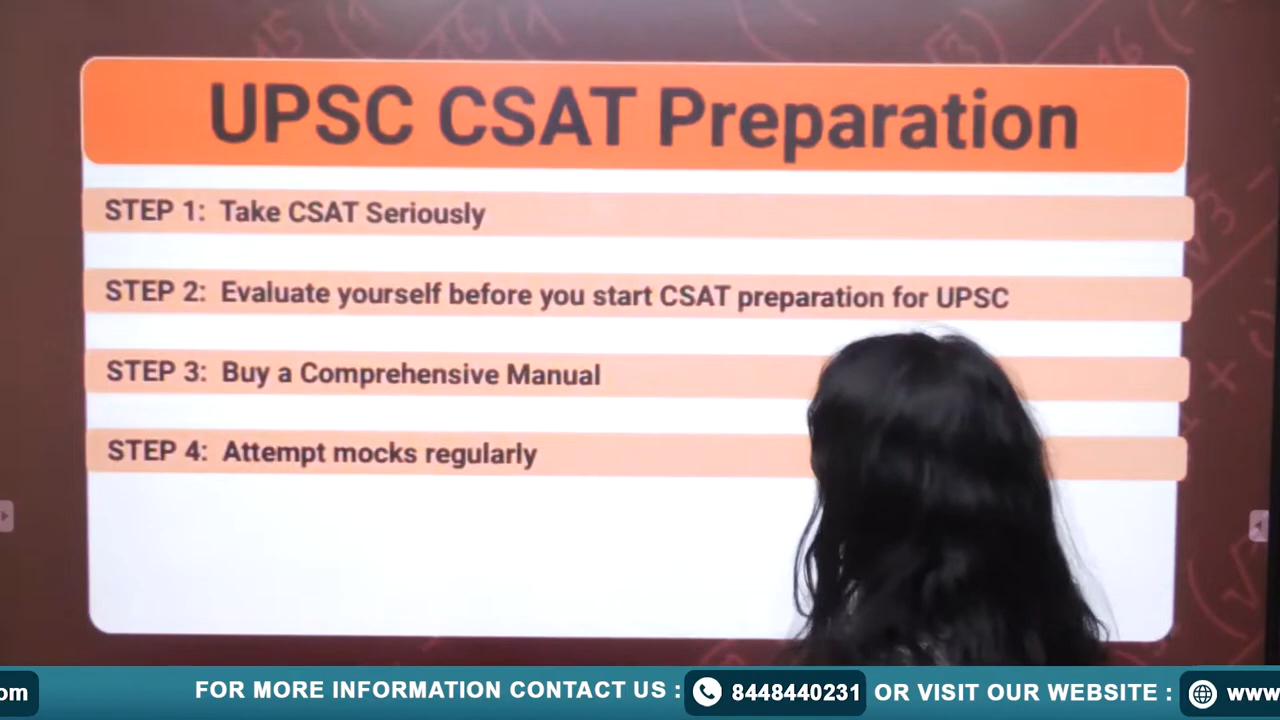 UPSC CSAT Preparation
STEP 1: Take CSAT Seriously
STEP 2: Evaluate yourself before you start CSAT preparation for UPSC
STEP 3: Buy a Comprehensive Manual
STEP 4: Attempt mocks regularly
om FOR MORE INFORMATION CONTACT US : 8448440231 OR VISIT OUR WEBSITE : www